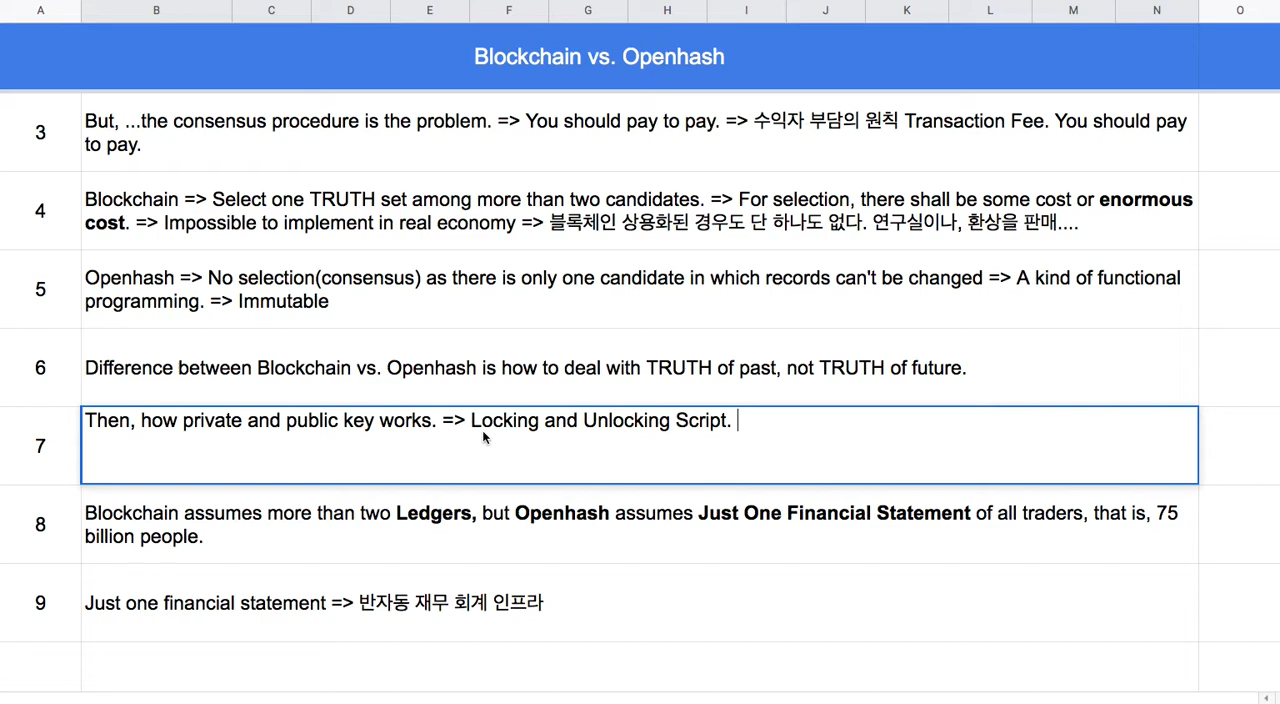 A B C D E F G H I J K L M N O
Blockchain vs. Openhash
3
But, ...the consensus procedure is the problem. => You should pay to pay. => 수익자 부담의 원칙 Transaction Fee. You should pay
to pay.
4
Blockchain => Select one TRUTH set among more than two candidates. => For selection, there shall be some cost or enormous
cost. => Impossible to implement in real economy => 블록체인 상용화된 경우도 단 하나도 없다. 연구실이나, 환상을 판매....
5
Openhash => No selection(consensus) as there is only one candidate in which records can't be changed => A kind of functional
programming. => Immutable
6
Difference between Blockchain vs. Openhash is how to deal with TRUTH of past, not TRUTH of future.
7
Then, how private and public key works. => Locking and Unlocking Script.
8
Blockchain assumes more than two Ledgers, but Openhash assumes Just One Financial Statement of all traders, that is, 75
billion people.
9
Just one financial statement => 반자동 재무 회계 인프라